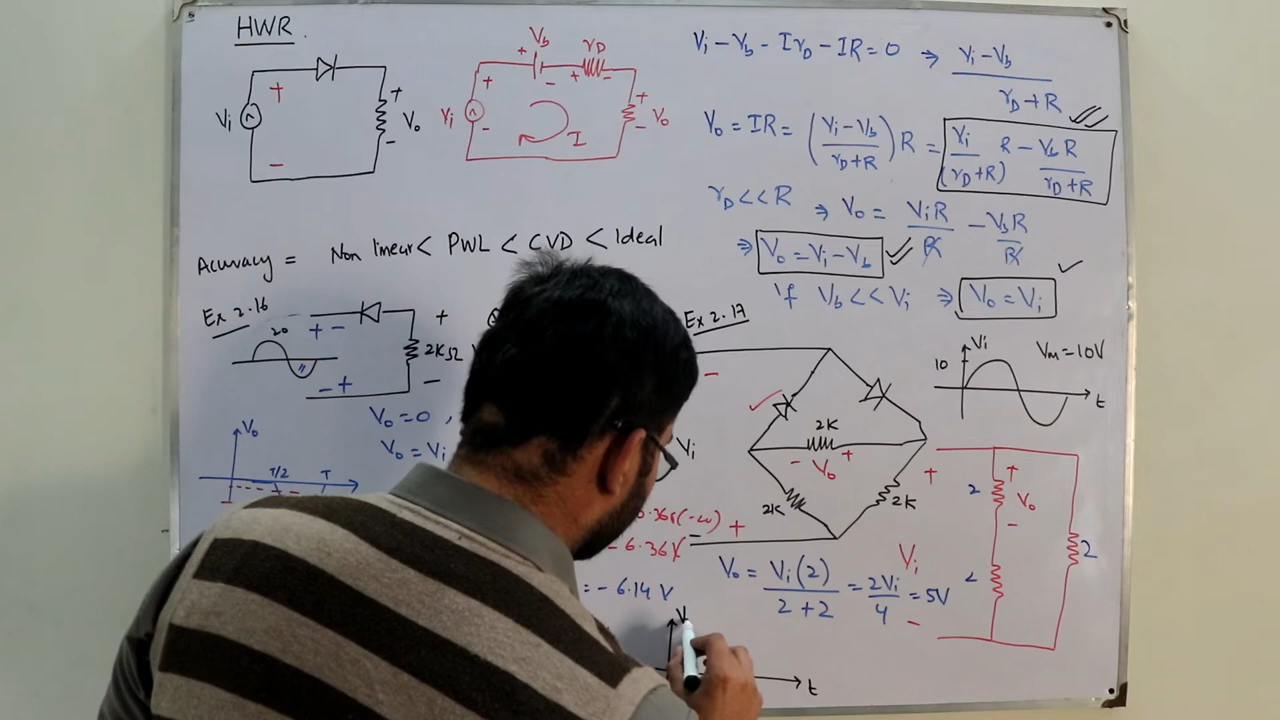 HWR
Vi
+
-
+
Vo
-
+ Vb -
+ rD -
+
Vi
-
I
+
Vo
-
Vi - Vb - IrD - IR = 0 ⇒ Vi - Vb / rD + R
Vo = IR = (Vi - Vb / rD + R) R = Vi / (rD + R) R - VbR / rD + R
rD << R ⇒ Vo = ViR / R - VbR / R
⇒ Vo = Vi - Vb
if Vb << Vi ⇒ Vo = Vi
Accuracy = Non linear < PWL < CVD < Ideal
Ex 2.16
20
+ -
- +
+
2KΩ
-
Vo = 0 ,
Vo = Vi
Vo
T/2
T
Ex 2.17
-
Vi
+
2K
- Vo +
2K
2K
(-20)
- 6.36
= - 6.14 V
Vo = Vi(2) / 2 + 2 = 2Vi / 4 = 5V
V
t
10
Vi
Vm = 10V
t
+
Vi
-
2
+
Vo
-
2
2